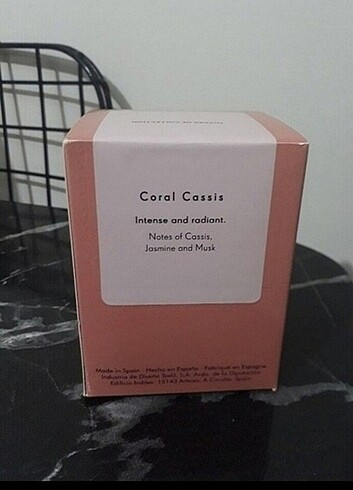 Coral Cassis
Intense and radiant.
Notes of Cassis,
Jasmine and Musk
Made in Spain - Hecho en España - Fabriqué en Espagne
Industria de Diseño Textil, S.A. Avda. de la Diputación
Edificio Inditex 15143 Arteixo, A Coruña, Spain